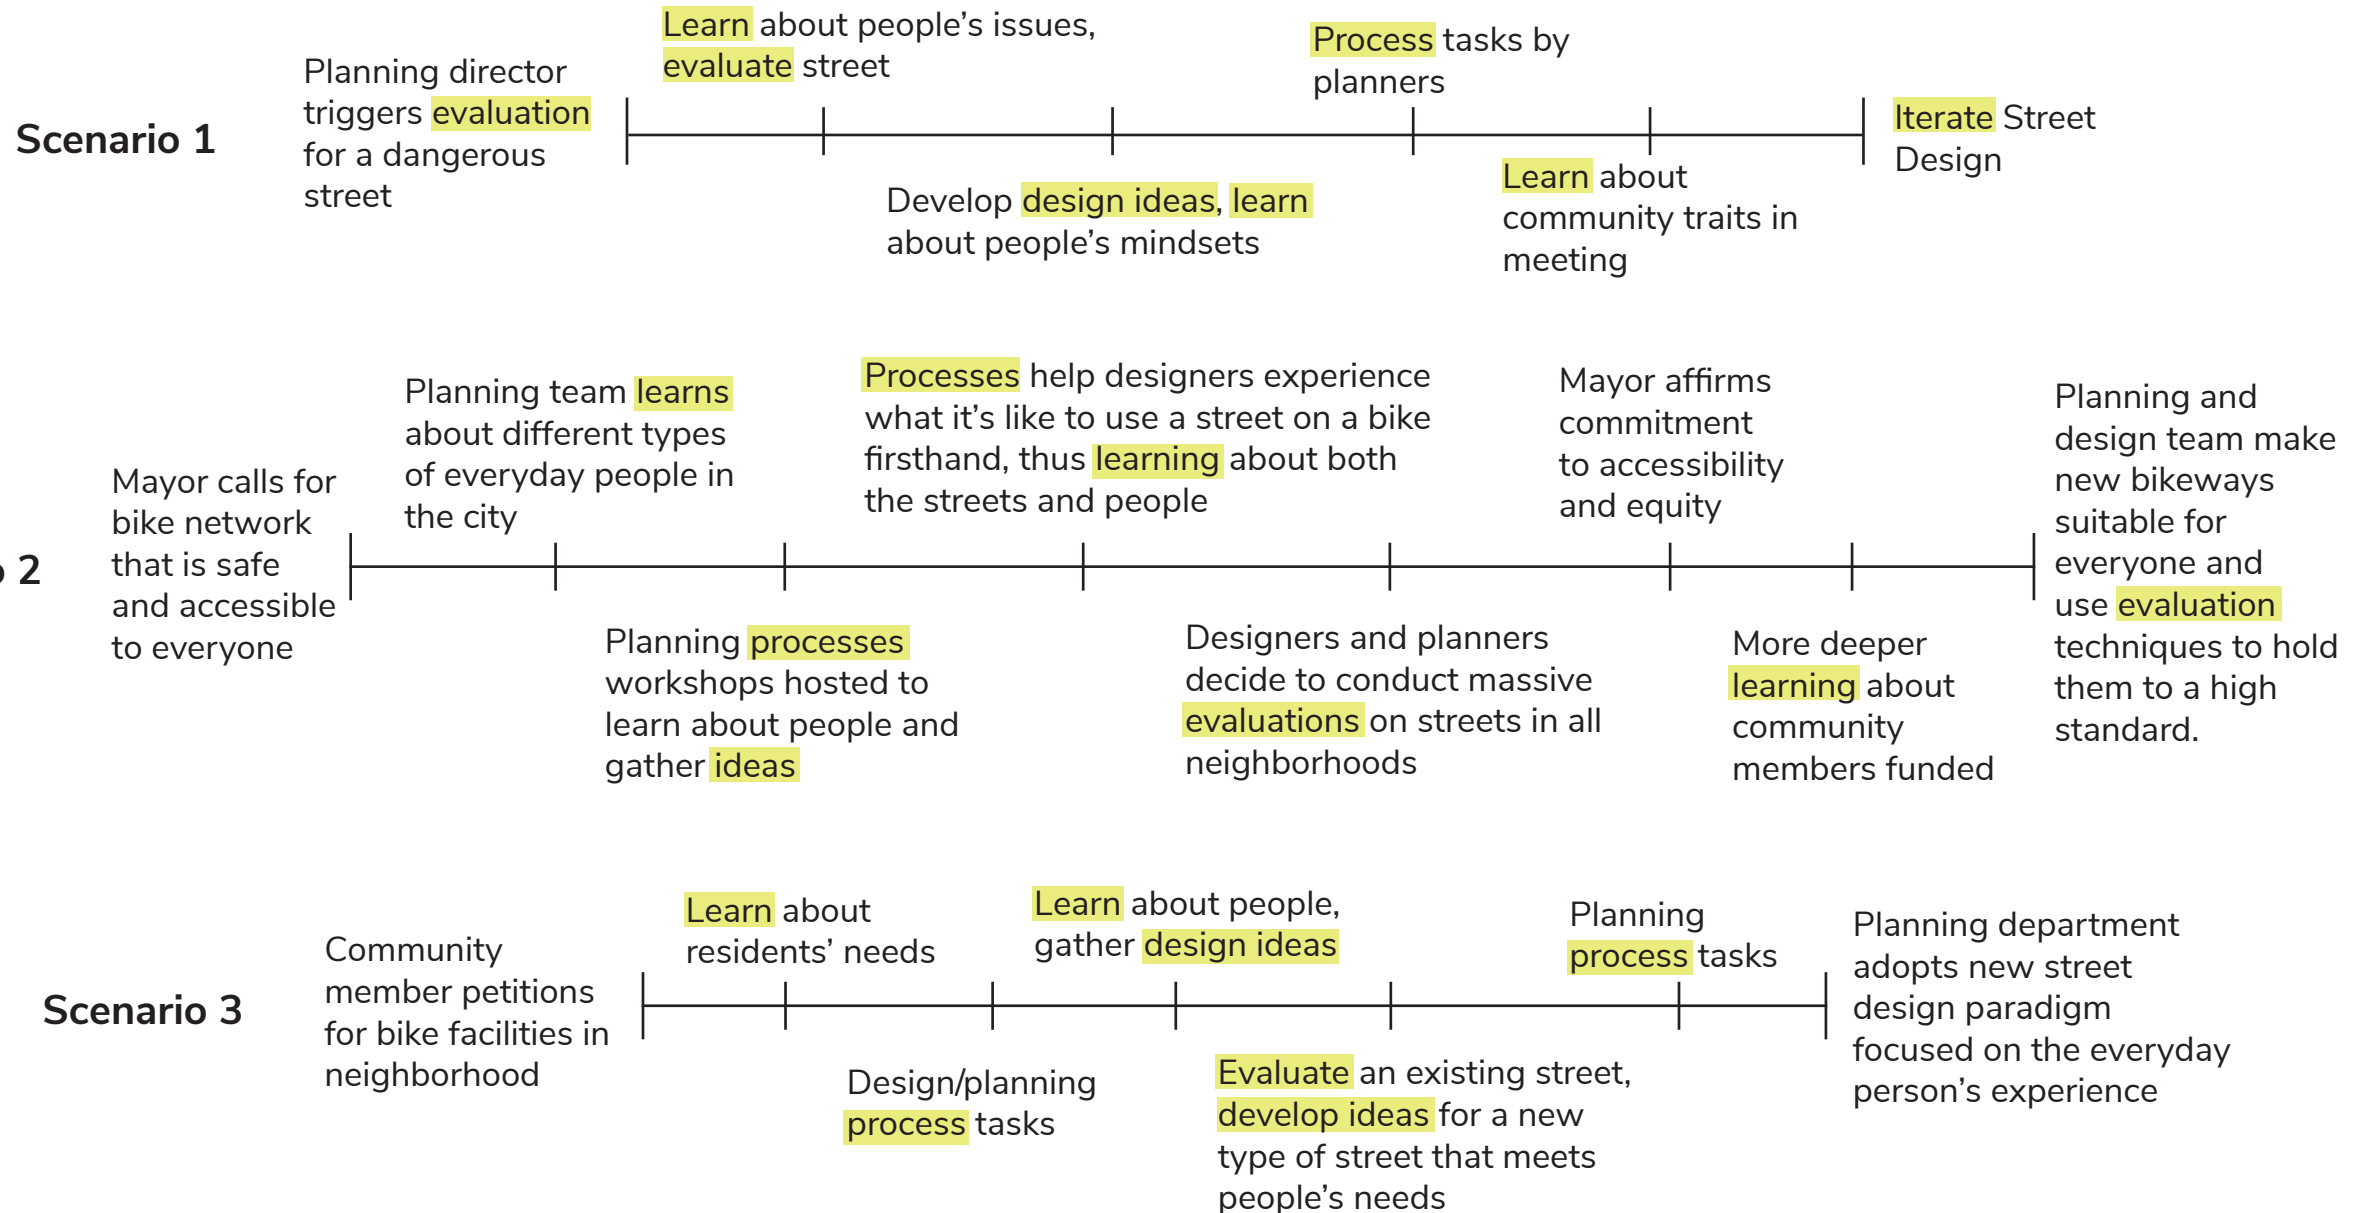 Scenario 1
Planning director
triggers evaluation
for a dangerous
street
Learn about people’s issues,
evaluate street
Develop design ideas, learn
about people’s mindsets
Process tasks by
planners
Learn about
community traits in
meeting
Iterate Street
Design
2
Mayor calls for
bike network
that is safe
and accessible
to everyone
Planning team learns
about different types
of everyday people in
the city
Planning processes
workshops hosted to
learn about people and
gather ideas
Processes help designers experience
what it’s like to use a street on a bike
firsthand, thus learning about both
the streets and people
Designers and planners
decide to conduct massive
evaluations on streets in all
neighborhoods
Mayor affirms
commitment
to accessibility
and equity
More deeper
learning about
community
members funded
Planning and
design team make
new bikeways
suitable for
everyone and
use evaluation
techniques to hold
them to a high
standard.
Scenario 3
Community
member petitions
for bike facilities in
neighborhood
Learn about
residents’ needs
Design/planning
process tasks
Learn about people,
gather design ideas
Evaluate an existing street,
develop ideas for a new
type of street that meets
people’s needs
Planning
process tasks
Planning department
adopts new street
design paradigm
focused on the everyday
person’s experience